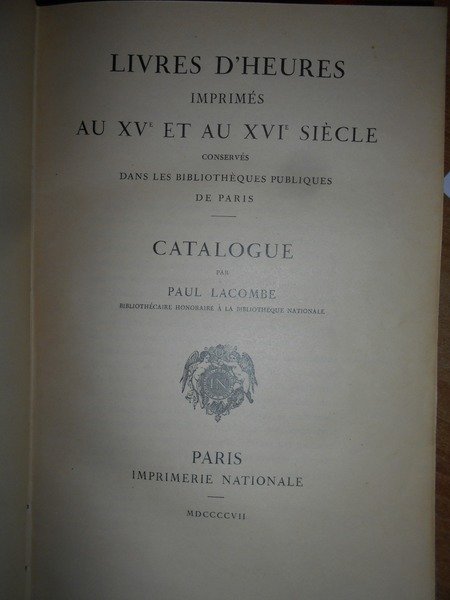 LIVRES D'HEURES
IMPRIMÉS
AU XVᵉ ET AU XVIᵉ SIÈCLE
CONSERVÉS
DANS LES BIBLIOTHÈQUES PUBLIQUES
DE PARIS
CATALOGUE
PAR
PAUL LACOMBE
BIBLIOTHÉCAIRE HONORAIRE À LA BIBLIOTHÈQUE NATIONALE
PARIS
IMPRIMERIE NATIONALE
MDCCCCVII